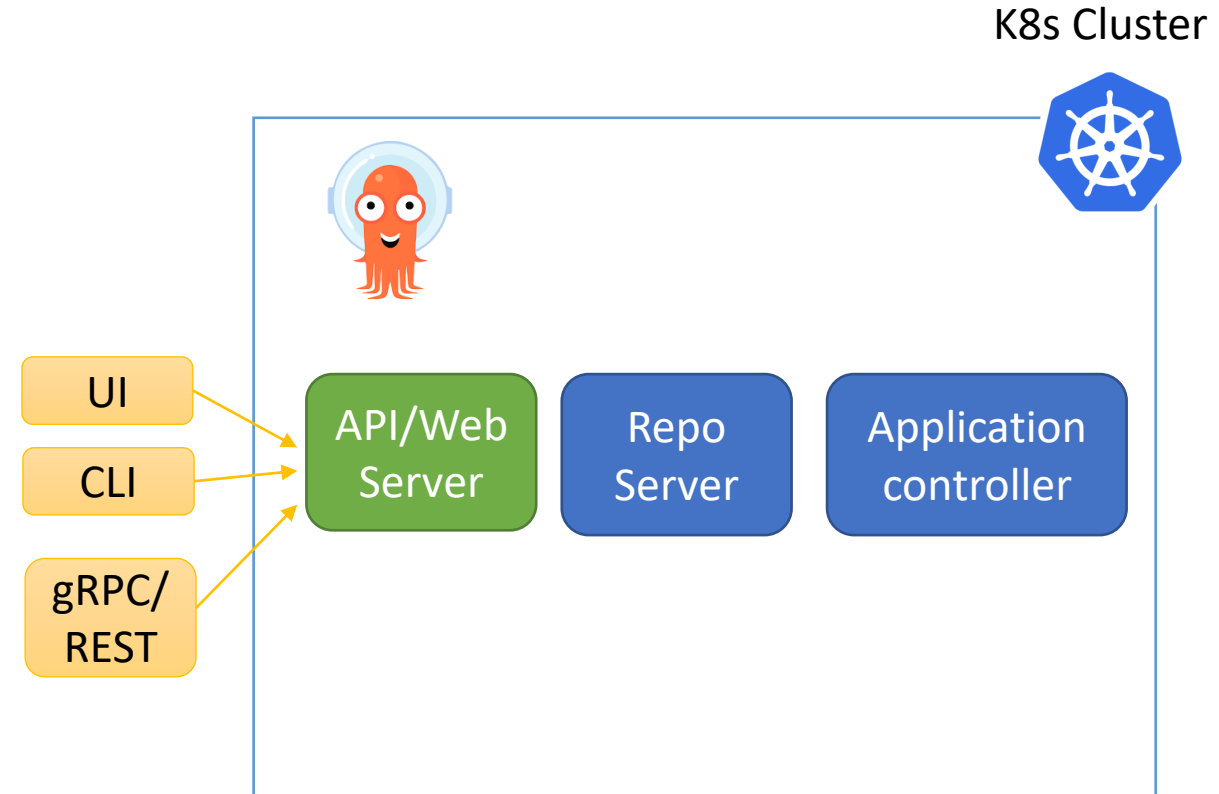 K8s Cluster
UI
CLI
gRPC/
REST
API/Web
Server
Repo
Server
Application
controller